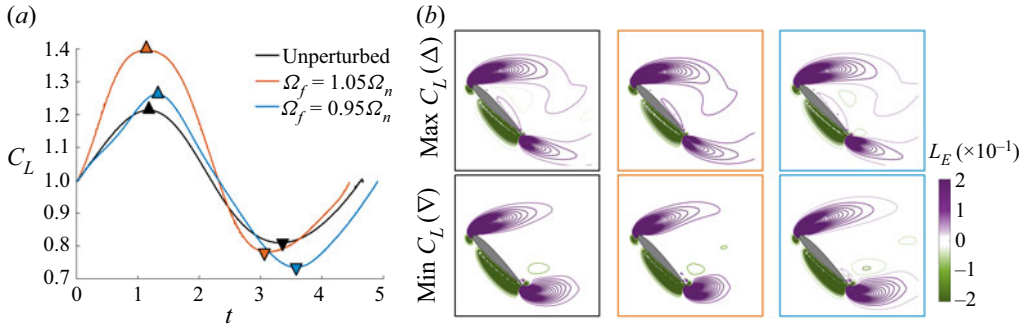 (a)
1.4
1.3
1.2
1.1
1.0
0.9
0.8
0.7
C_L
0 1 2 3 4 5
t
Unperturbed
Ω_f = 1.05Ω_n
Ω_f = 0.95Ω_n
(b)
Max C_L (Δ)
Min C_L (∇)
L_E (×10⁻¹)
2
1
0
−1
−2